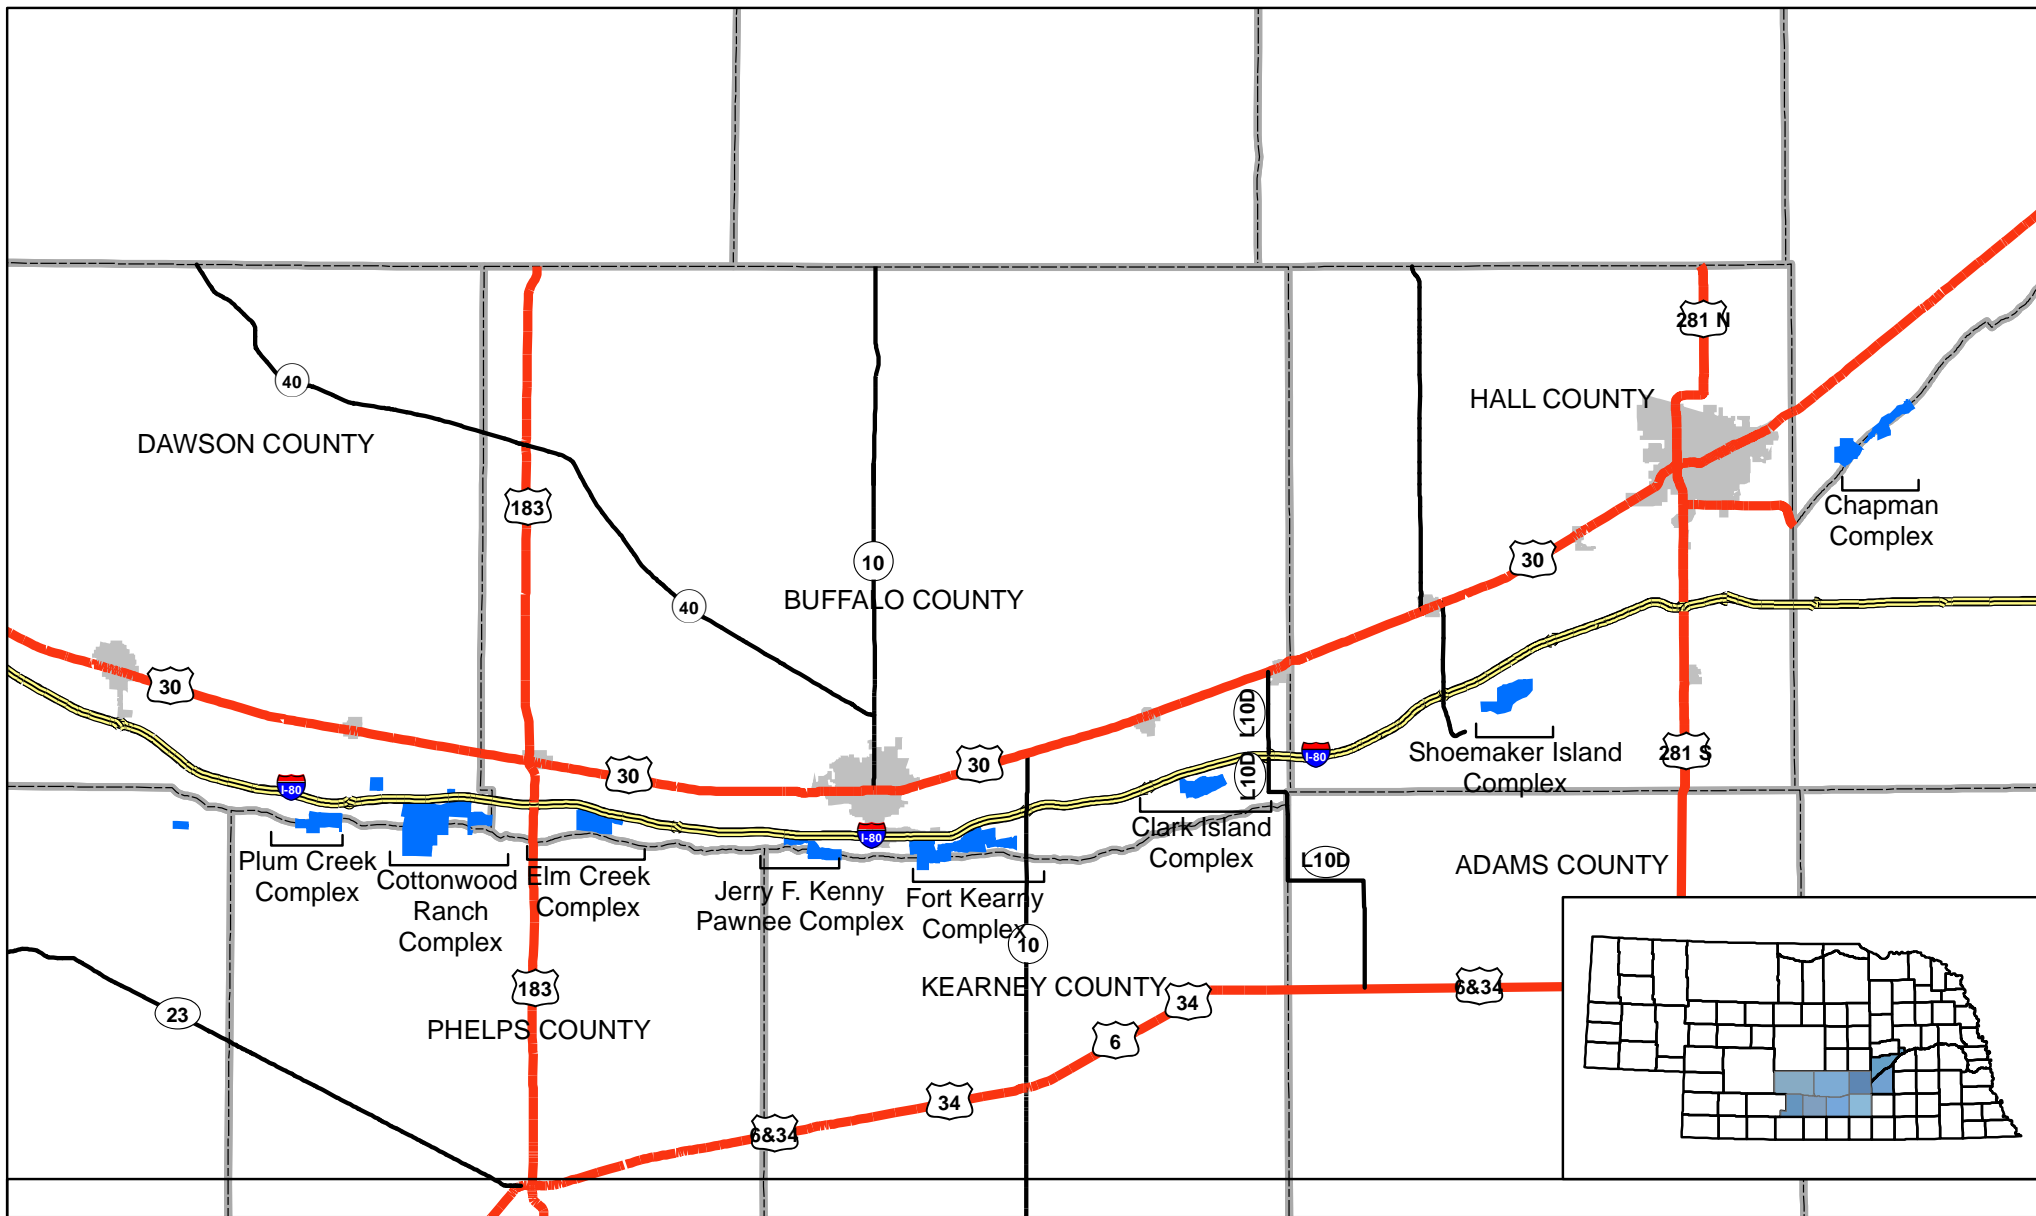 281 N
40
HALL COUNTY
DAWSON COUNTY
183
Chapman
Complex
10
30
40
BUFFALO COUNTY
30
L10D
281 S
Shoemaker Island
Complex
30
30
I-80
L10D
I-80
I-80
Clark Island
Complex
Plum Creek
Complex
Cottonwood
Ranch
Complex
Elm Creek
Complex
Jerry F. Kenny
Pawnee Complex
Fort Kearny
Complex
L10D
ADAMS COUNTY
10
183
KEARNEY COUNTY
34
6&34
23
PHELPS COUNTY
6
34
6&34